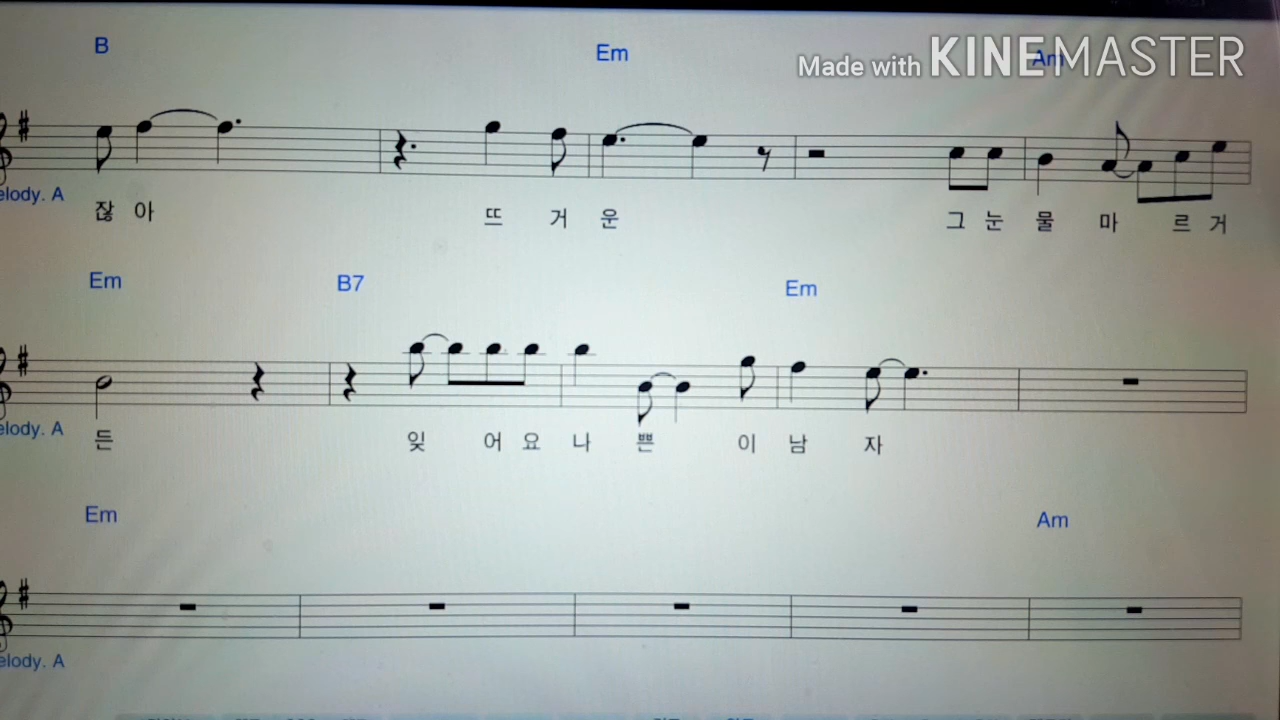 B Em Am
Made with KINEMASTER
elody. A
잖 아 뜨 거 운 그 눈 물 마 르 거
Em B7 Em
elody. A
든 잊 어 요 나 쁜 이 남 자
Em Am
elody. A